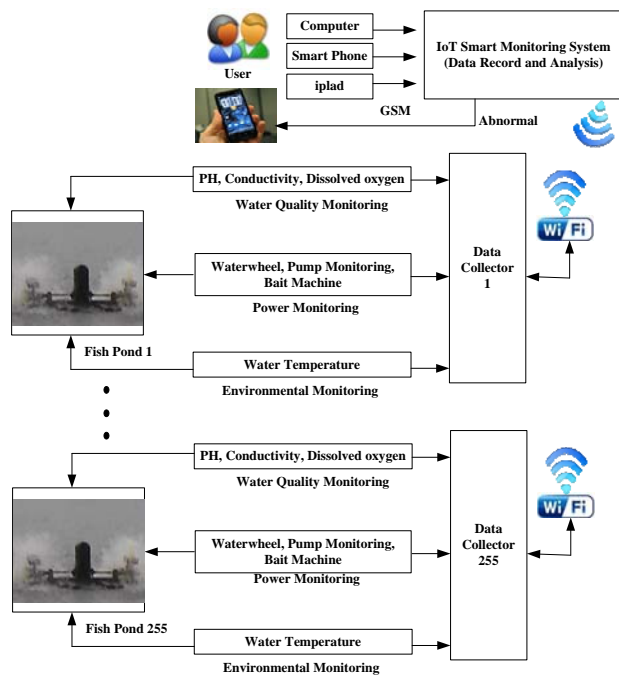 Computer
Smart Phone
iplad
User
IoT Smart Monitoring System
(Data Record and Analysis)
GSM
Abnormal
PH, Conductivity, Dissolved oxygen
Water Quality Monitoring
Waterwheel, Pump Monitoring,
Bait Machine
Power Monitoring
Water Temperature
Environmental Monitoring
Fish Pond 1
Data
Collector
1
Wi Fi
PH, Conductivity, Dissolved oxygen
Water Quality Monitoring
Waterwheel, Pump Monitoring,
Bait Machine
Power Monitoring
Water Temperature
Environmental Monitoring
Fish Pond 255
Data
Collector
255
Wi Fi